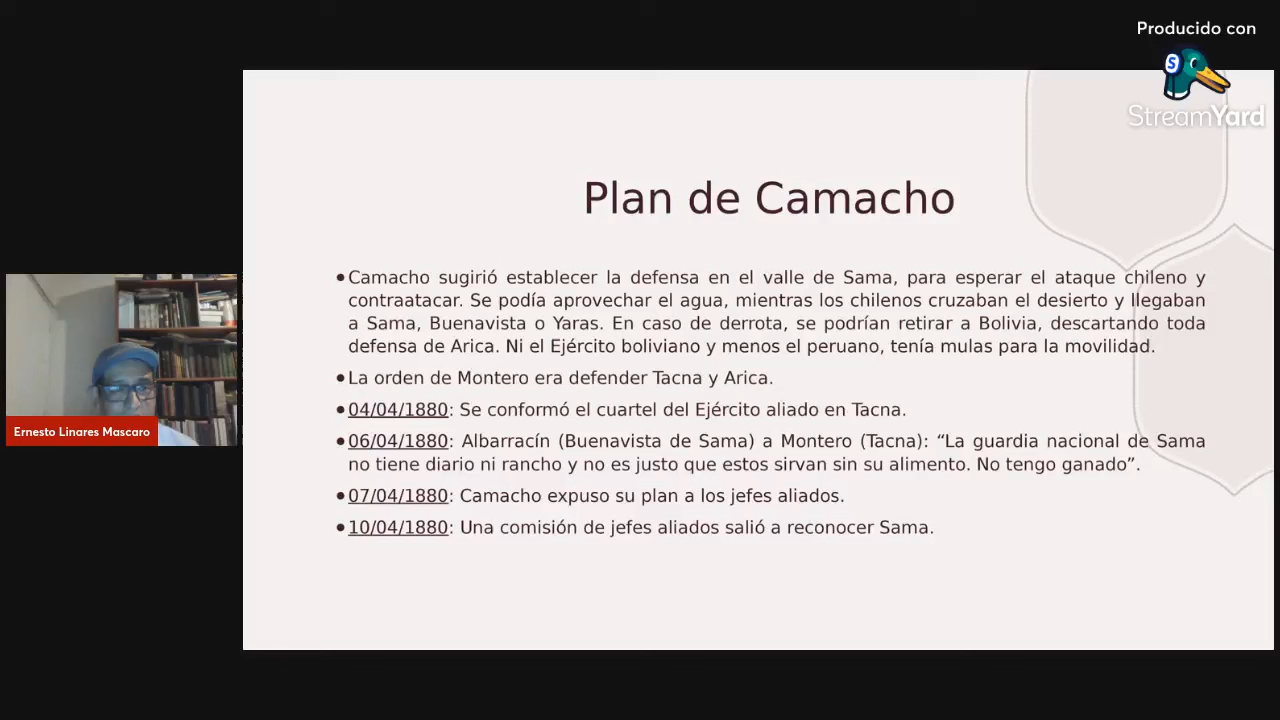 Producido con
StreamYard
Plan de Camacho
•Camacho sugirió establecer la defensa en el valle de Sama, para esperar el ataque chileno y
contraatacar. Se podía aprovechar el agua, mientras los chilenos cruzaban el desierto y llegaban
a Sama, Buenavista o Yaras. En caso de derrota, se podrían retirar a Bolivia, descartando toda
defensa de Arica. Ni el Ejército boliviano y menos el peruano, tenía mulas para la movilidad.
•La orden de Montero era defender Tacna y Arica.
•04/04/1880: Se conformó el cuartel del Ejército aliado en Tacna.
•06/04/1880: Albarracín (Buenavista de Sama) a Montero (Tacna): “La guardia nacional de Sama
no tiene diario ni rancho y no es justo que estos sirvan sin su alimento. No tengo ganado”.
•07/04/1880: Camacho expuso su plan a los jefes aliados.
•10/04/1880: Una comisión de jefes aliados salió a reconocer Sama.
Ernesto Linares Mascaro